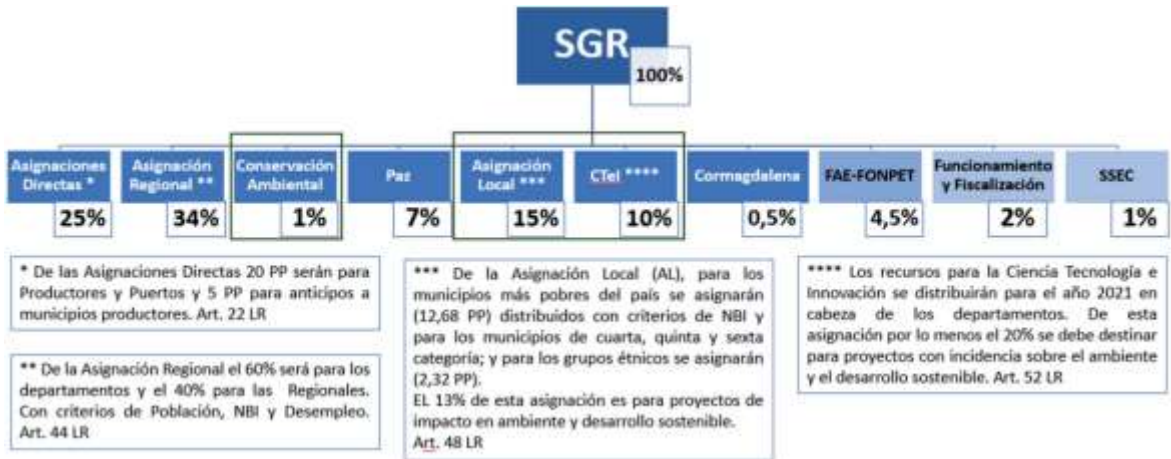 SGR
100%
Asignaciones
Directas *
25%
Asignación
Regional **
34%
Conservación
Ambiental
1%
Paz
7%
Asignación
Local ***
15%
CTeI ****
10%
Cormagdalena
0,5%
FAE-FONPET
4,5%
Funcionamiento
y Fiscalización
2%
SSEC
1%
* De las Asignaciones Directas 20 PP serán para
Productores y Puertos y 5 PP para anticipos a
municipios productores. Art. 22 LR
** De la Asignación Regional el 60% será para los
departamentos y el 40% para las Regionales.
Con criterios de Población, NBI y Desempleo.
Art. 44 LR
*** De la Asignación Local (AL), para los
municipios más pobres del país se asignarán
(12,68 PP) distribuidos con criterios de NBI y
para los municipios de cuarta, quinta y sexta
categoría; y para los grupos étnicos se asignarán
(2,32 PP).
EL 13% de esta asignación es para proyectos de
impacto en ambiente y desarrollo sostenible.
Art. 48 LR
**** Los recursos para la Ciencia Tecnología e
Innovación se distribuirán para el año 2021 en
cabeza de los departamentos. De esta
asignación por lo menos el 20% se debe destinar
para proyectos con incidencia sobre el ambiente
y el desarrollo sostenible. Art. 52 LR